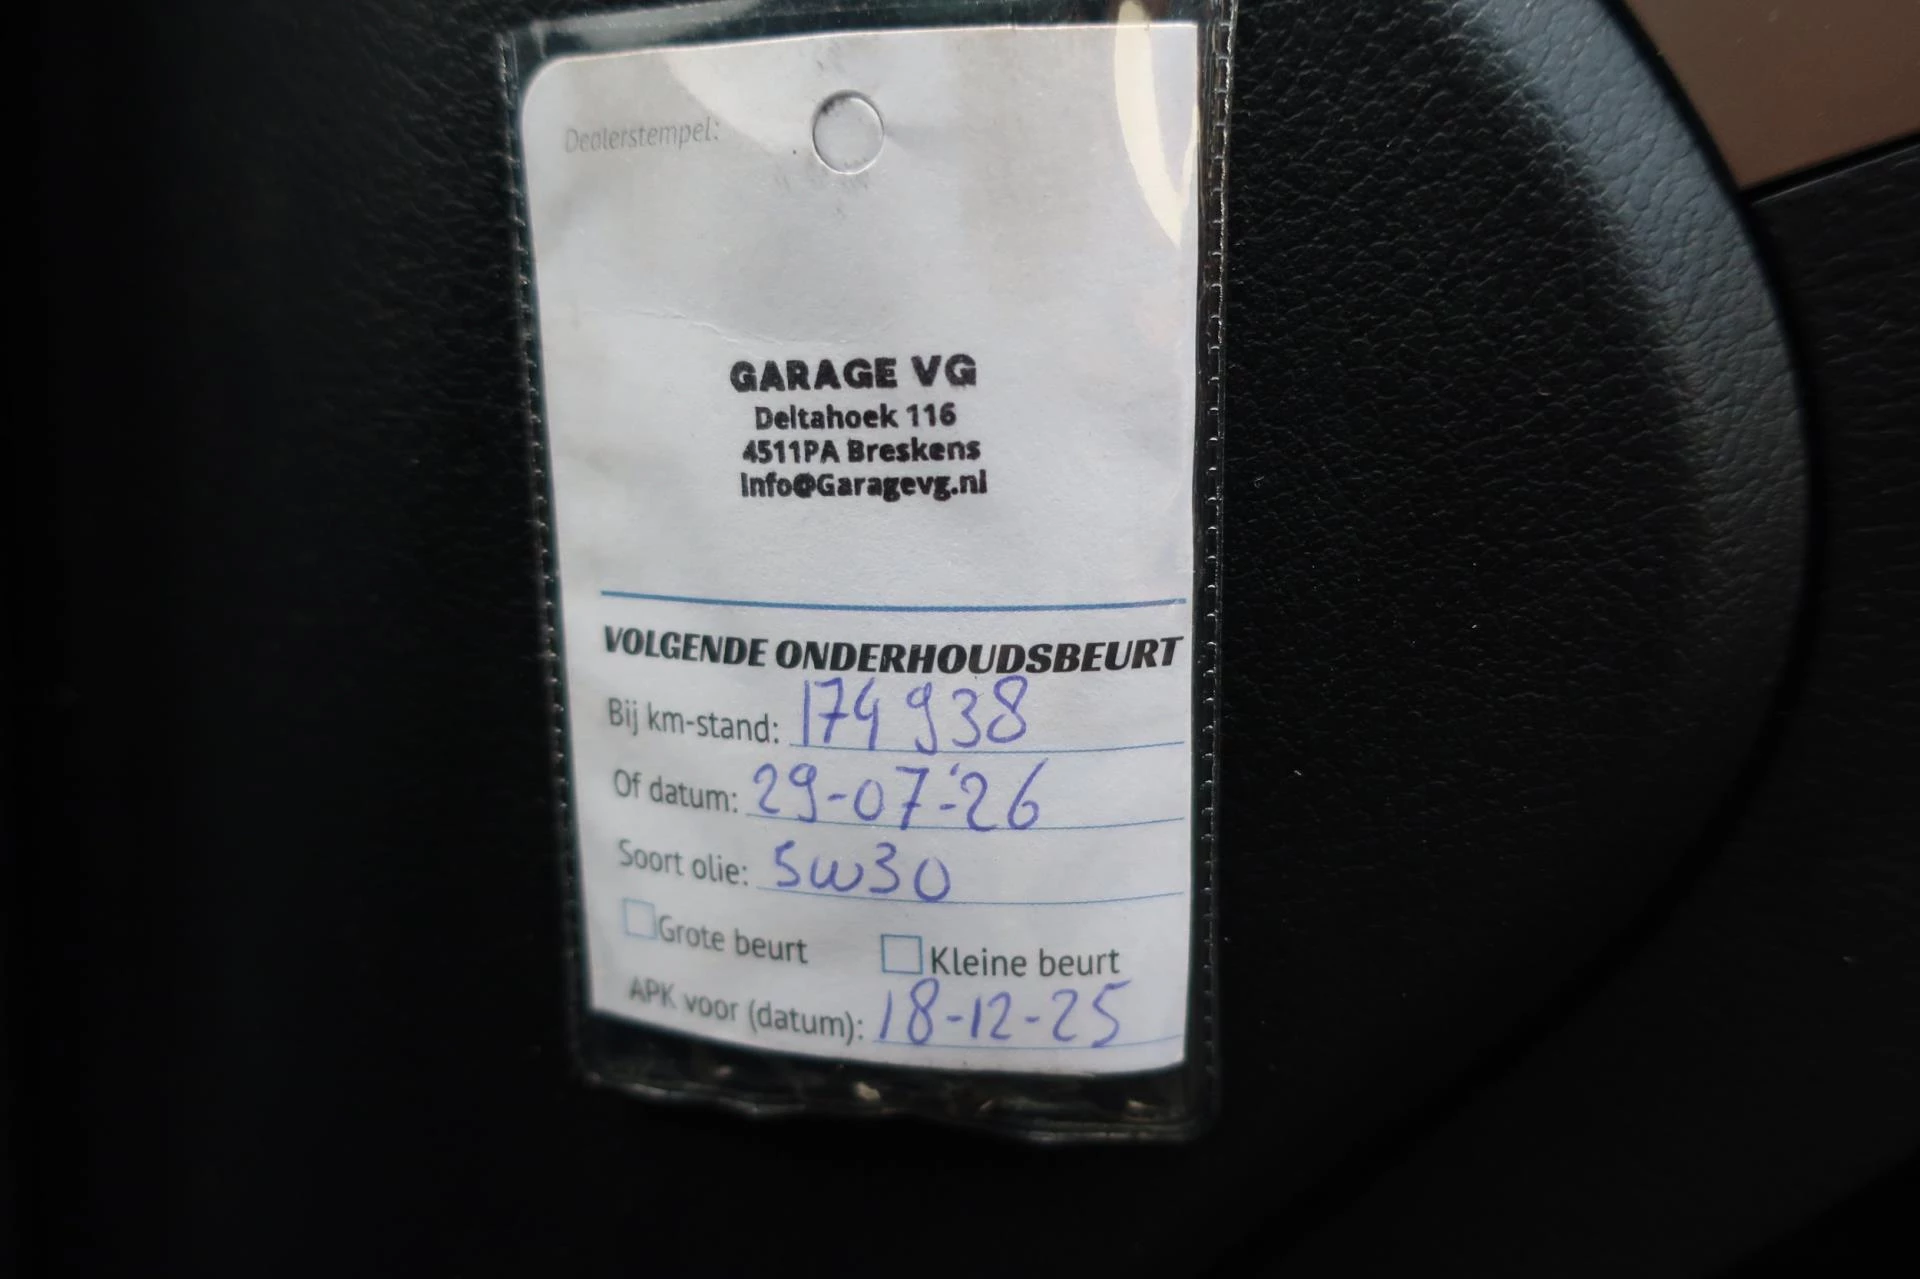 Dealerstempel:
GARAGE VG
Deltahoek 116
4511PA Breskens
Info@Garagevg.nl
VOLGENDE ONDERHOUDSBEURT
Bij km-stand: 174938
Of datum: 29-07-'26
Soort olie: 5W30
Grote beurt Kleine beurt
APK voor (datum): 18-12-25